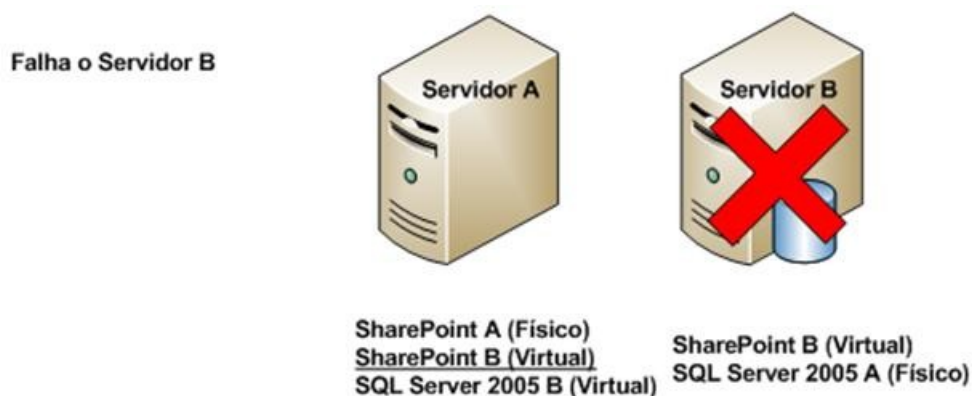 Falha o Servidor B
Servidor A
Servidor B
SharePoint A (Físico)
SharePoint B (Virtual)
SQL Server 2005 B (Virtual)
SharePoint B (Virtual)
SQL Server 2005 A (Físico)